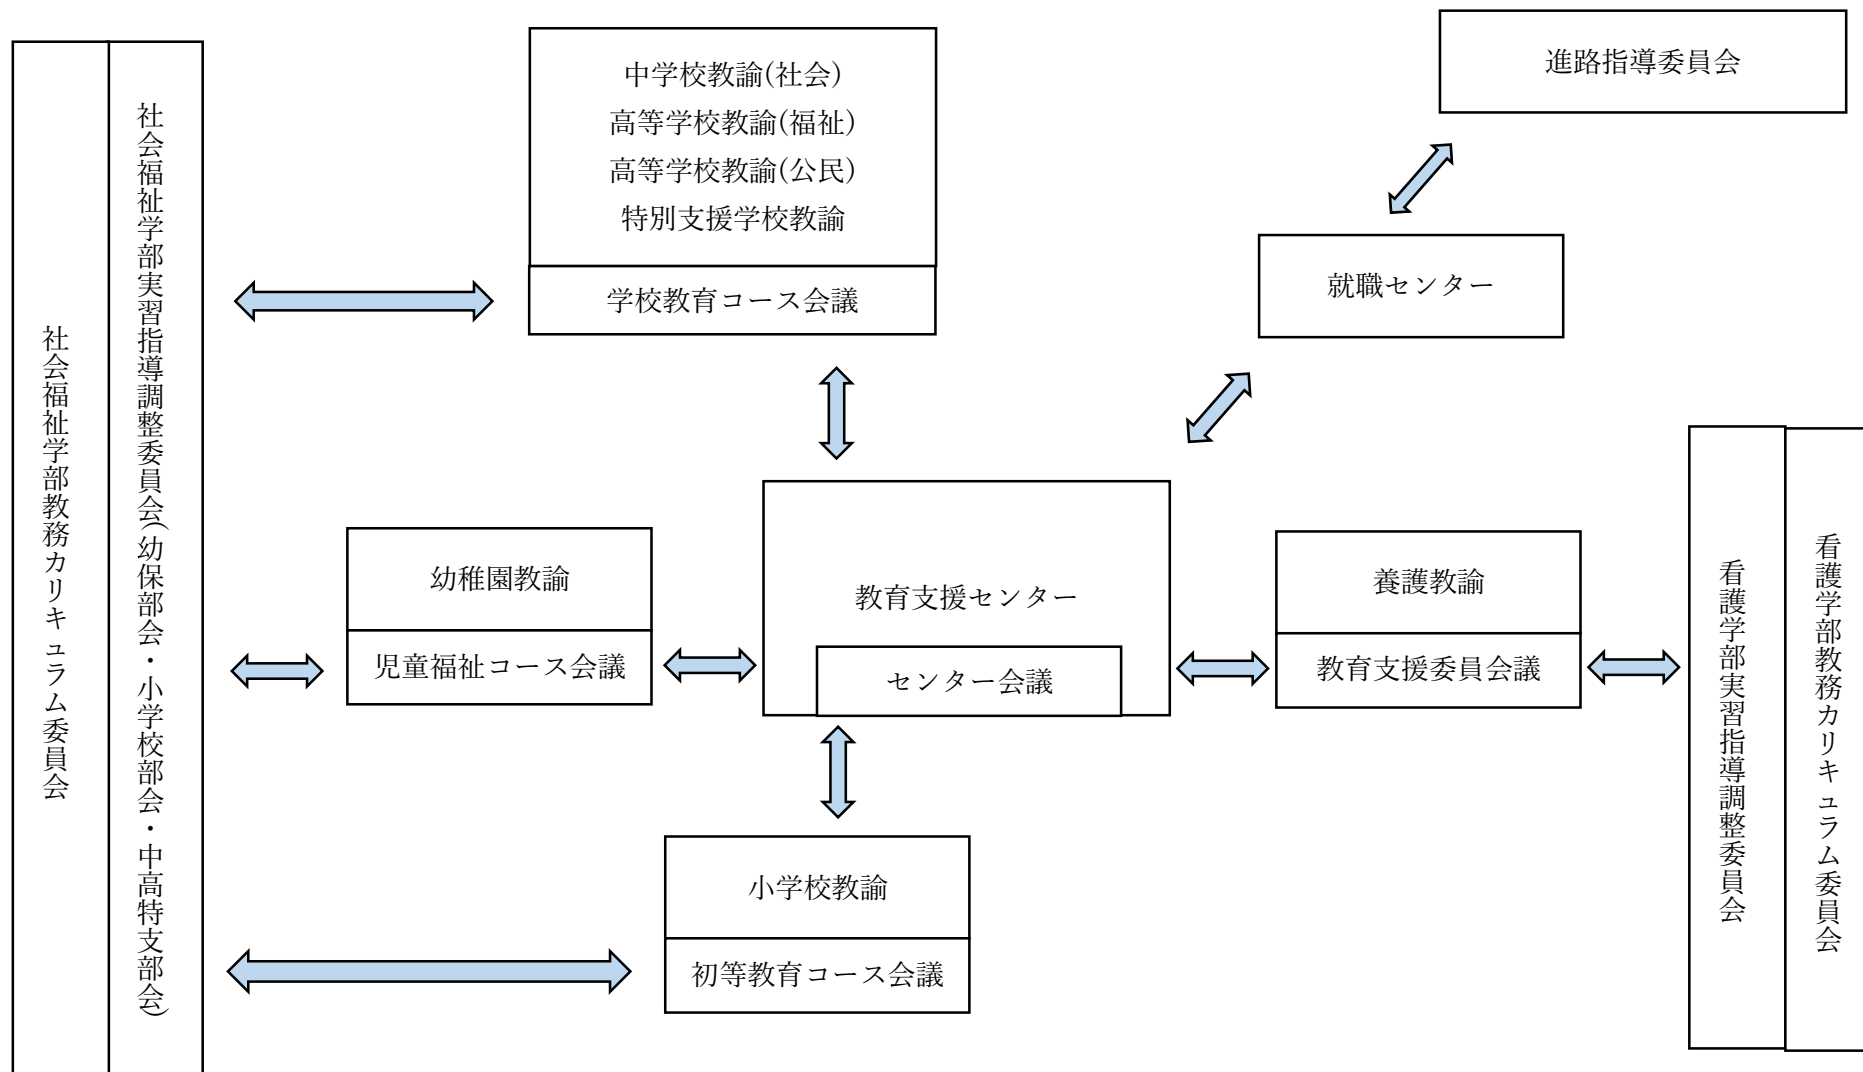 社会福祉学部教務カリキュラム委員会
社会福祉学部実習指導調整委員会(幼保部会・小学校部会・中高特支部会)
中学校教諭(社会)
高等学校教諭(福祉)
高等学校教諭(公民)
特別支援学校教諭
学校教育コース会議
進路指導委員会
就職センター
幼稚園教諭
児童福祉コース会議
教育支援センター
センター会議
養護教諭
教育支援委員会議
小学校教諭
初等教育コース会議
看護学部実習指導調整委員会
看護学部教務カリキュラム委員会